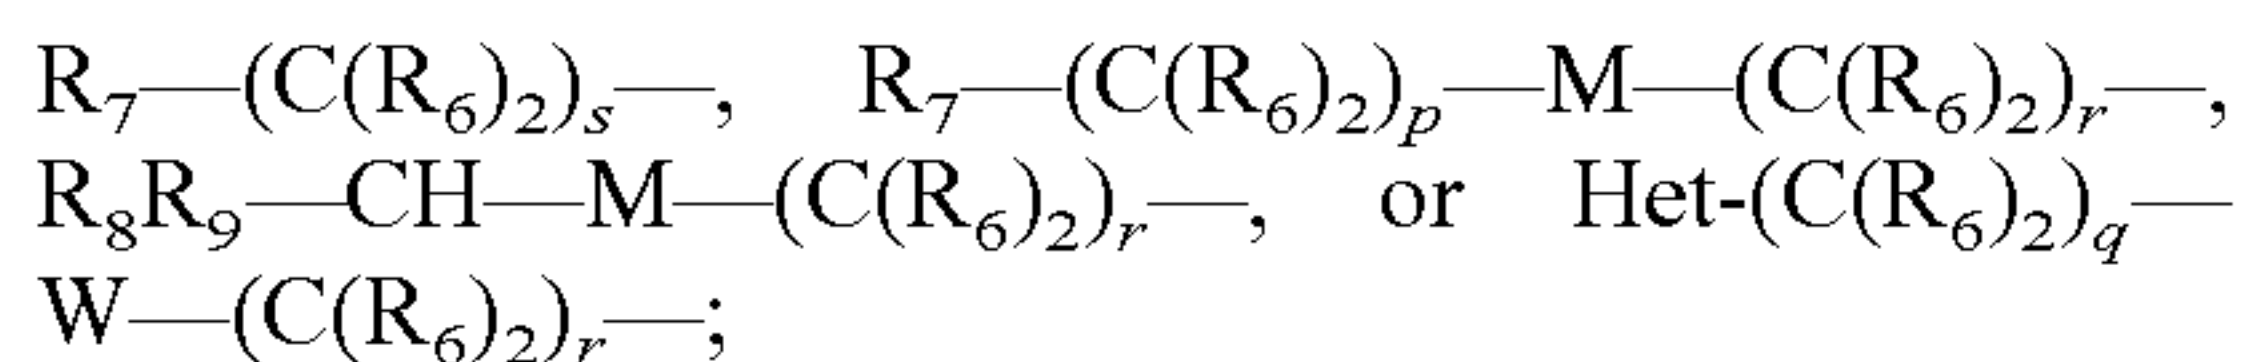 R₇—(C(R₆)₂)ₛ—, R₇—(C(R₆)₂)ₚ—M—(C(R₆)₂)ᵣ—,
R₈R₉—CH—M—(C(R₆)₂)ᵣ—, or Het-(C(R₆)₂)q—
W—(C(R₆)₂)ᵣ—;